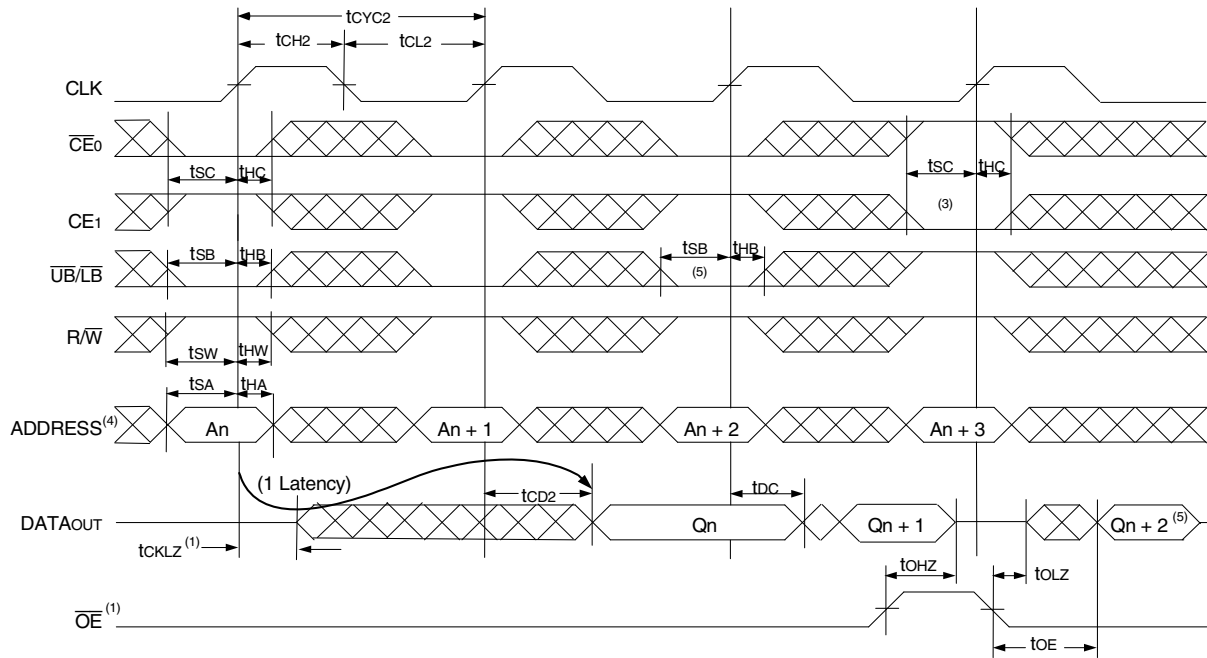 tCYC2
tCH2 tCL2
CLK
CE0
tSC tHC tSC tHC
CE1 (3)
tSB tHB tSB tHB
UB/LB (5)
R/W
tSW tHW
tSA tHA
ADDRESS(4) An An + 1 An + 2 An + 3
(1 Latency) tCD2 tDC
DATAOUT Qn Qn + 1 Qn + 2 (5)
tCKLZ (1)
tOHZ tOLZ
OE (1)
tOE